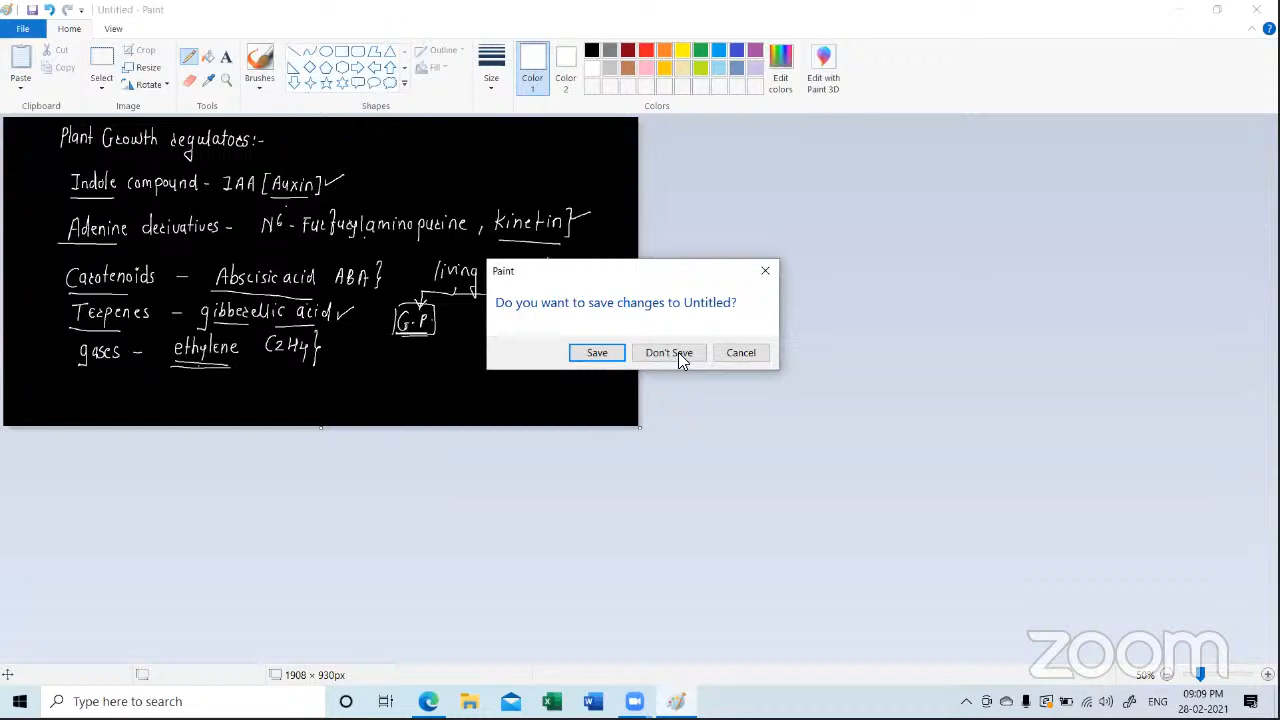 Untitled - Paint
File Home View
Paste Cut Copy Select Crop Resize Rotate Brushes Outline Fill Size Color 1 Color 2 Edit colors Edit with Paint 3D
Clipboard Image Tools Shapes Colors
Plant Growth regulators:-
Indole compound - IAA [Auxin]
Adenine derivatives - N6 - Furfurylaminopurine, kinetin}
Carotenoids - Abscisic acid ABA}
living
Terpenes - gibberellic acid
G.P.
gases - ethylene C2H4}
Paint
Do you want to save changes to Untitled?
Save Don't Save Cancel
zoom
1908 × 930px
50%
Type here to search
ENG
09:09 PM
28-02-2021